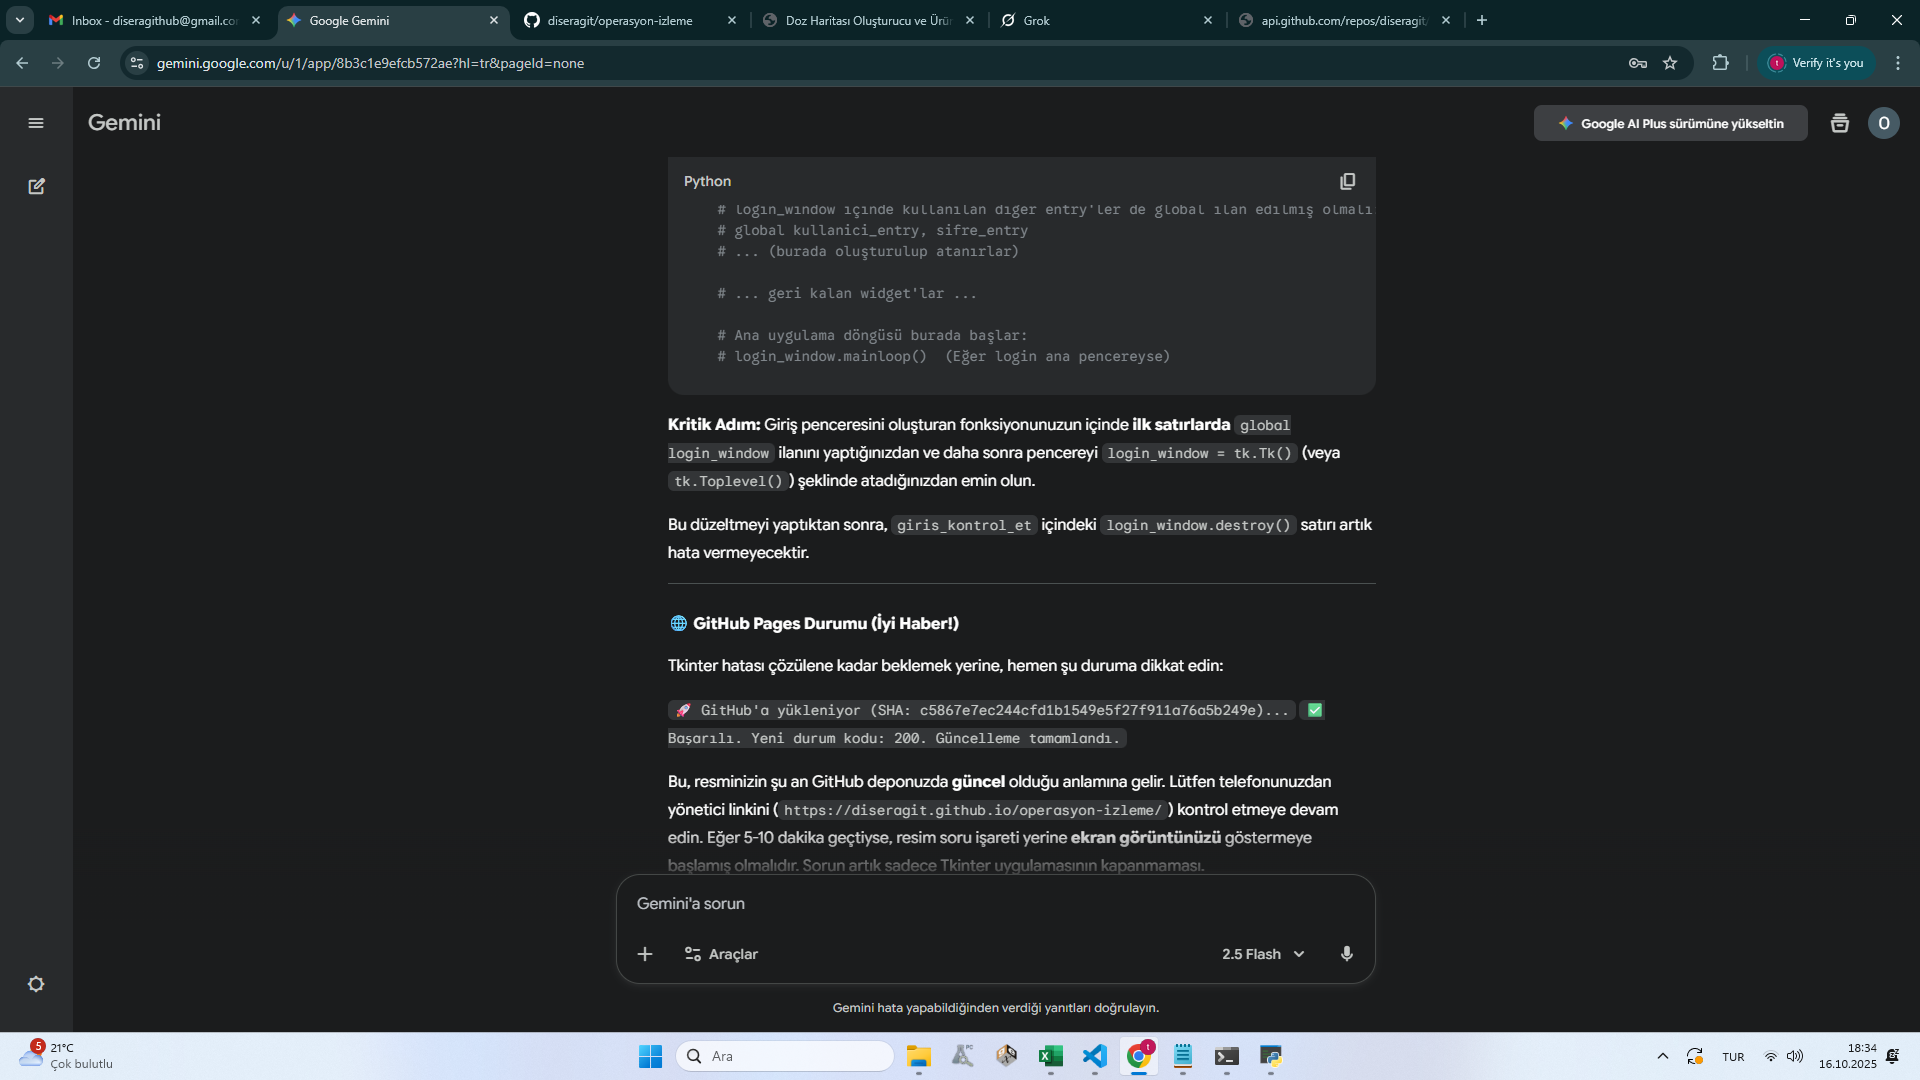 Inbox - diseragithub@gmail.co
Google Gemini
diseragit/operasyon-izleme
Doz Haritası Oluşturucu ve Ürün
Grok
api.github.com/repos/diseragit/
gemini.google.com/u/1/app/8b3c1e9efcb572ae?hl=tr&pageId=none
Verify it's you
Gemini
Google AI Plus sürümüne yükseltin
O
Python
# login_window içinde kullanılan diğer entry'ler de global ilan edilmiş olmalı
# global kullanici_entry, sifre_entry
# ... (burada oluşturulup atanırlar)
# ... geri kalan widget'lar ...
# Ana uygulama döngüsü burada başlar:
# login_window.mainloop()  (Eğer login ana pencereyse)
Kritik Adım: Giriş penceresini oluşturan fonksiyonunuzun içinde ilk satırlarda global
login_window ilanını yaptığınızdan ve daha sonra pencereyi login_window = tk.Tk() (veya
tk.Toplevel() ) şeklinde atadığınızdan emin olun.
Bu düzeltmeyi yaptıktan sonra, giris_kontrol_et içindeki login_window.destroy() satırı artık
hata vermeyecektir.
🌐 GitHub Pages Durumu (İyi Haber!)
Tkinter hatası çözülene kadar beklemek yerine, hemen şu duruma dikkat edin:
🚀 GitHub'a yükleniyor (SHA: c5867e7ec244cfd1b1549e5f27f911a76a5b249e)... ✅
Başarılı. Yeni durum kodu: 200. Güncelleme tamamlandı.
Bu, resminizin şu an GitHub deponuzda güncel olduğu anlamına gelir. Lütfen telefonunuzdan
yönetici linkini ( https://diseragit.github.io/operasyon-izleme/ ) kontrol etmeye devam
edin. Eğer 5-10 dakika geçtiyse, resim soru işareti yerine ekran görüntünüzü göstermeye
başlamış olmalıdır. Sorun artık sadece Tkinter uygulamasının kapanmaması.
Gemini'a sorun
Araçlar
2.5 Flash
Gemini hata yapabildiğinden verdiği yanıtları doğrulayın.
5
21°C
Çok bulutlu
Ara
PC
t
TUR
18:34
16.10.2025